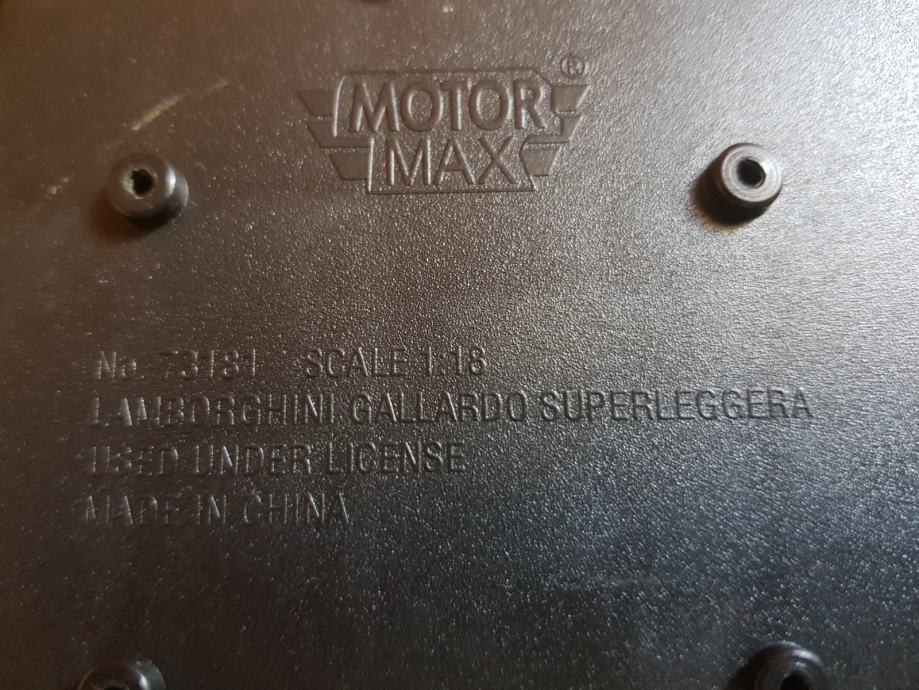 MOTOR ®
MAX
No. 73181 SCALE 1:18
LAMBORGHINI GALLARDO SUPERLEGGERA
USED UNDER LICENSE
MADE IN CHINA